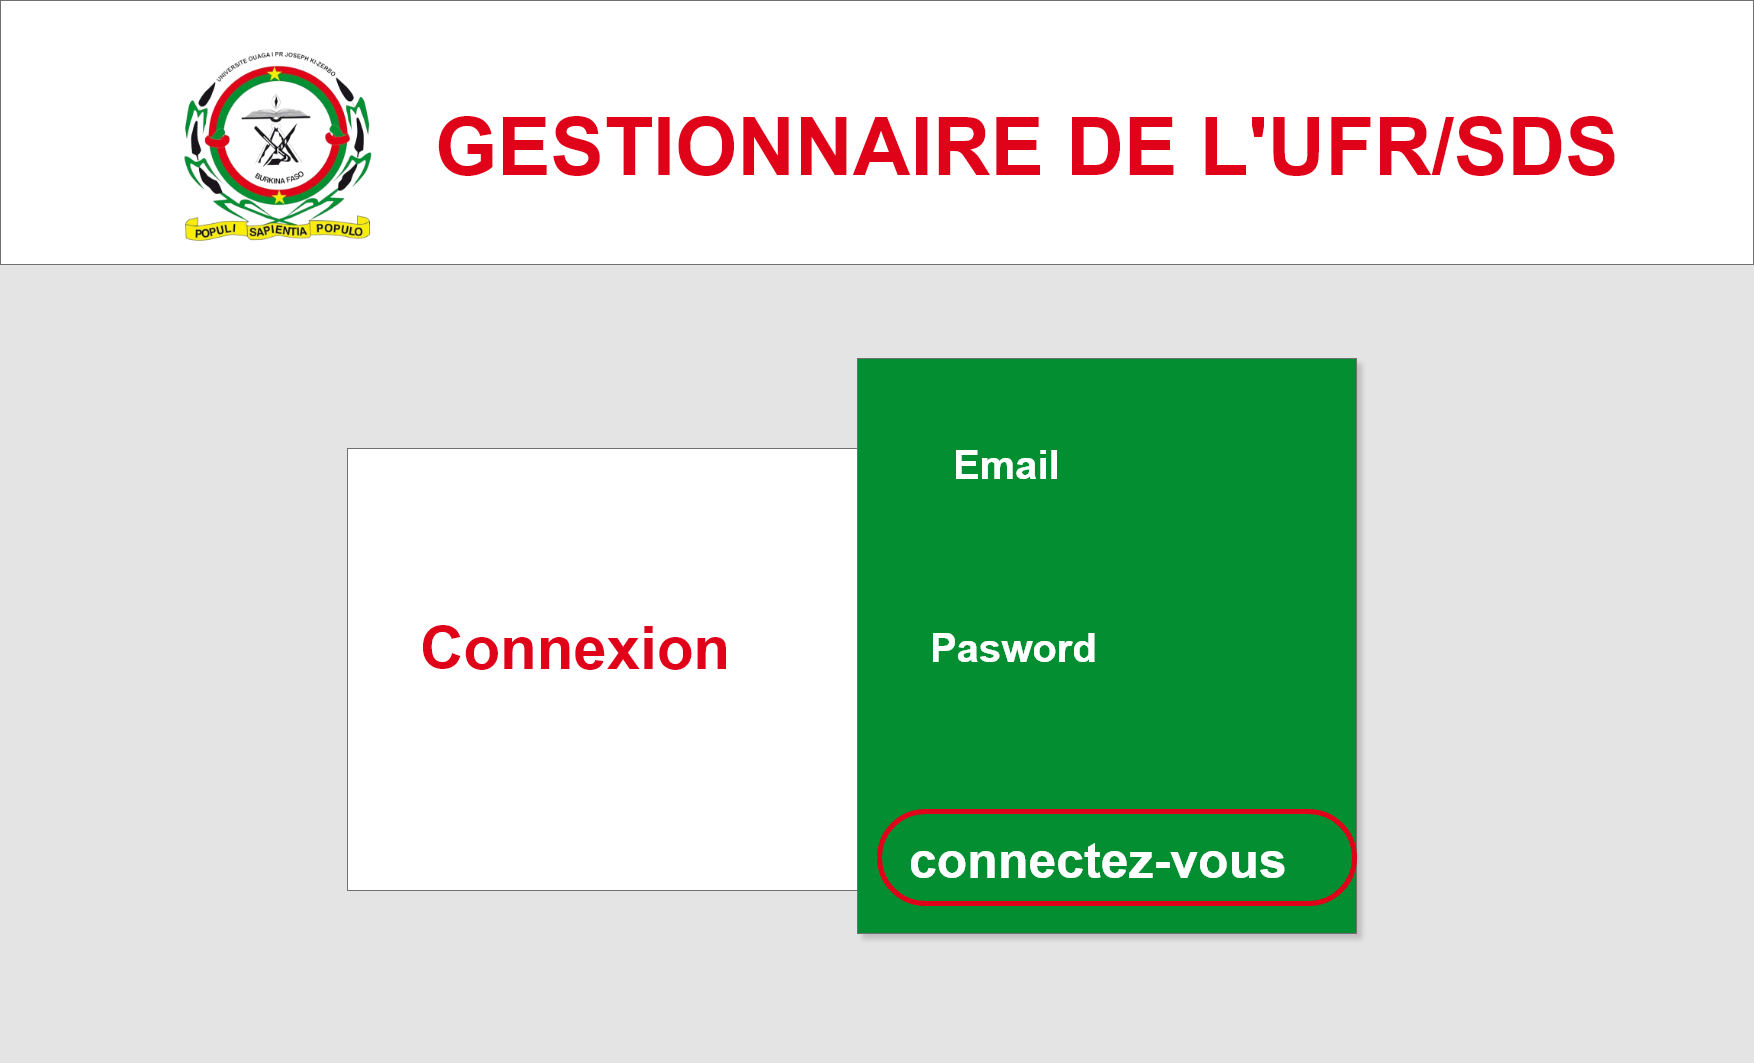 UNIVERSITE OUAGA I PR JOSEPH KI-ZERBO
BURKINA FASO
POPULI SAPIENTIA POPULO
GESTIONNAIRE DE L'UFR/SDS
Connexion
Email
Pasword
connectez-vous